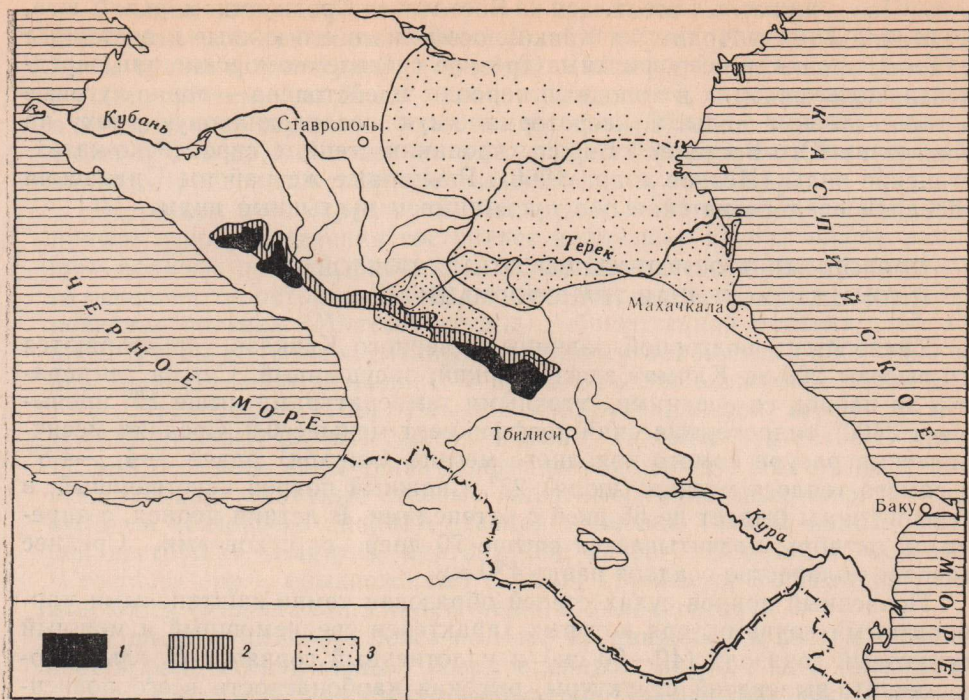 Кубань
Ставрополь
КАСПИЙСКОЕ МОРЕ
Терек
Махачкала
ЧЕРНОЕ
МОРЕ
Тбилиси
Кура
Баку
1
2
3